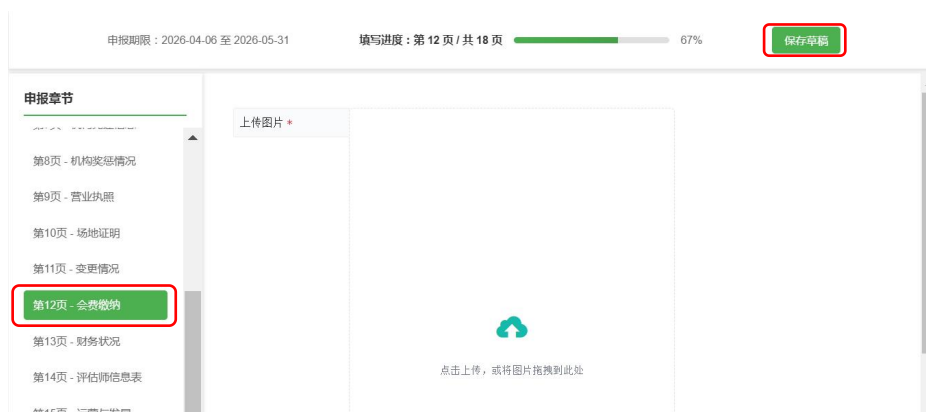 申报期限：2026-04-06 至 2026-05-31
填写进度：第 12 页 / 共 18 页
67%
保存草稿
申报章节
上传图片 *
第8页 - 机构奖惩情况
第9页 - 营业执照
第10页 - 场地证明
第11页 - 变更情况
第12页 - 会费缴纳
第13页 - 财务状况
第14页 - 评估师信息表
点击上传，或将图片拖拽到此处